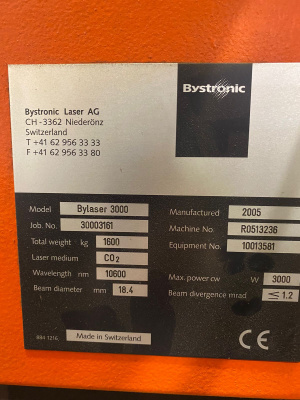 Bystronic
Bystronic Laser AG
CH-3362 Niederönz
Switzerland
T +41 62 956 33 33
F +41 62 956 33 80
Model Bylaser 3000
Job. No. 30003161
Total weight kg 1600
Laser medium CO2
Wavelength nm 10600
Beam diameter mm 18.4
Manufactured 2005
Machine No. R0513236
Equipment No. 10013581
Max. power cw W 3000
Beam divergence mrad ≤ 1.2
884 1216 Made in Switzerland
CE